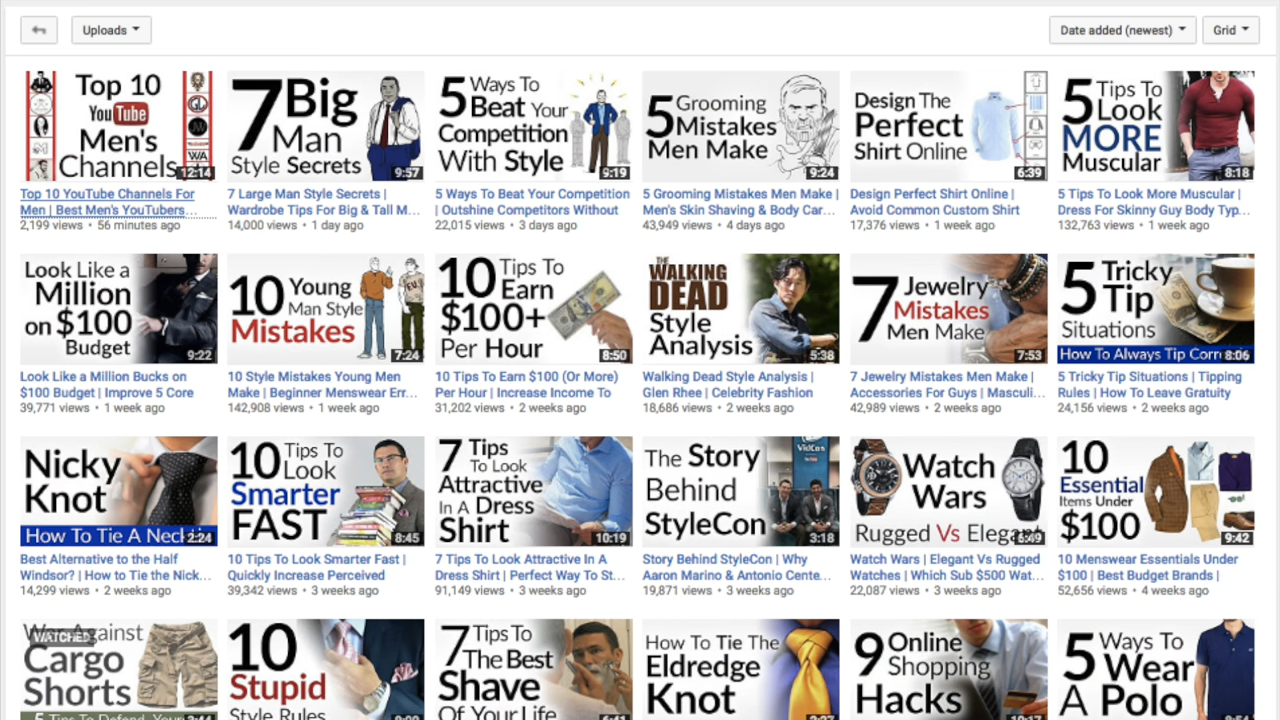 Uploads
Date added (newest)
Grid
Top 10
YouTube
Men's
Channels
12:14
7 Big
Man
Style Secrets
9:57
5 Ways To
Beat Your
Competition
With Style
9:19
5 Grooming
Mistakes
Men Make
9:24
Design The
Perfect
Shirt Online
6:39
5 Tips To
Look
MORE
Muscular
8:18
Top 10 YouTube Channels For
Men | Best Men's YouTubers...
2,199 views • 56 minutes ago
7 Large Man Style Secrets |
Wardrobe Tips For Big & Tall M...
14,000 views • 1 day ago
5 Ways To Beat Your Competition
| Outshine Competitors Without
22,015 views • 3 days ago
5 Grooming Mistakes Men Make |
Men's Skin Shaving & Body Car...
43,949 views • 4 days ago
Design Perfect Shirt Online |
Avoid Common Custom Shirt
17,376 views • 1 week ago
5 Tips To Look More Muscular |
Dress For Skinny Guy Body Typ...
132,763 views • 1 week ago
Look Like a
Million
on $100
Budget
9:22
10 Young
Man Style
Mistakes
7:24
10 Tips To
Earn
$100+
Per Hour
8:50
THE
WALKING
DEAD
Style
Analysis
5:38
7 Jewelry
Mistakes
Men Make
7:53
5 Tricky
Tip
Situations
How To Always Tip Corr
8:06
Look Like a Million Bucks on
$100 Budget | Improve 5 Core
39,771 views • 1 week ago
10 Style Mistakes Young Men
Make | Beginner Menswear Err...
142,908 views • 1 week ago
10 Tips To Earn $100 (Or More)
Per Hour | Increase Income To
31,202 views • 2 weeks ago
Walking Dead Style Analysis |
Glen Rhee | Celebrity Fashion
18,686 views • 2 weeks ago
7 Jewelry Mistakes Men Make |
Accessories For Guys | Masculi...
42,989 views • 2 weeks ago
5 Tricky Tip Situations | Tipping
Rules | How To Leave Gratuity
24,156 views • 2 weeks ago
Nicky
Knot
How To Tie A Neckti
2:24
10 Tips To
Look
Smarter
FAST
8:45
7 Tips
To Look
Attractive
In A Dress
Shirt
10:19
The Story
Behind
StyleCon
VidCon
3:18
Watch
Wars
Rugged Vs Elegant
10
Essential
Items Under
$100
9:42
Best Alternative to the Half
Windsor? | How to Tie the Nick...
14,299 views • 2 weeks ago
10 Tips To Look Smarter Fast |
Quickly Increase Perceived
39,342 views • 3 weeks ago
7 Tips To Look Attractive In A
Dress Shirt | Perfect Way To St...
91,149 views • 3 weeks ago
Story Behind StyleCon | Why
Aaron Marino & Antonio Cente...
19,871 views • 3 weeks ago
Watch Wars | Elegant Vs Rugged
Watches | Which Sub $500 Wat...
22,087 views • 3 weeks ago
10 Menswear Essentials Under
$100 | Best Budget Brands |
52,656 views • 4 weeks ago
War Against
WATCHED
Cargo
Shorts
5 Tips To Defend Your
10
Stupid
Style Rules
7 Tips To
The Best
Shave
Of Your Life
How To Tie The
Eldredge
Knot
9 Online
Shopping
Hacks
5 Ways To
Wear
A Polo